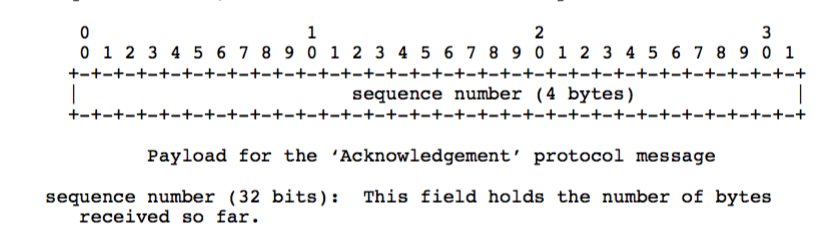 0                   1                   2                   3
0 1 2 3 4 5 6 7 8 9 0 1 2 3 4 5 6 7 8 9 0 1 2 3 4 5 6 7 8 9 0 1
+-+-+-+-+-+-+-+-+-+-+-+-+-+-+-+-+-+-+-+-+-+-+-+-+-+-+-+-+-+-+-+-+
|                        sequence number (4 bytes)              |
+-+-+-+-+-+-+-+-+-+-+-+-+-+-+-+-+-+-+-+-+-+-+-+-+-+-+-+-+-+-+-+-+
Payload for the ‘Acknowledgement’ protocol message
sequence number (32 bits):  This field holds the number of bytes
received so far.